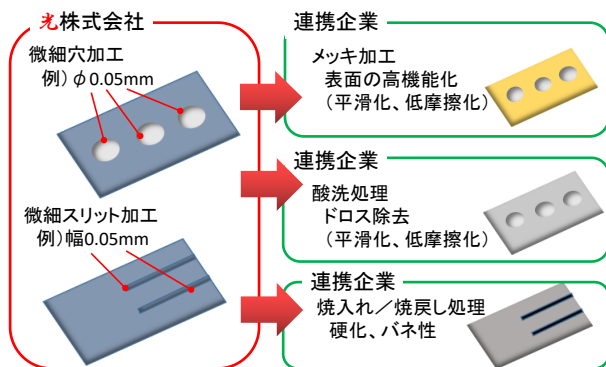 光株式会社
微細穴加工
例)φ0.05mm
微細スリット加工
例)幅0.05mm
連携企業
メッキ加工
表面の高機能化
(平滑化、低摩擦化)
連携企業
酸洗処理
ドロス除去
(平滑化、低摩擦化)
連携企業
焼入れ/焼戻し処理
硬化、バネ性